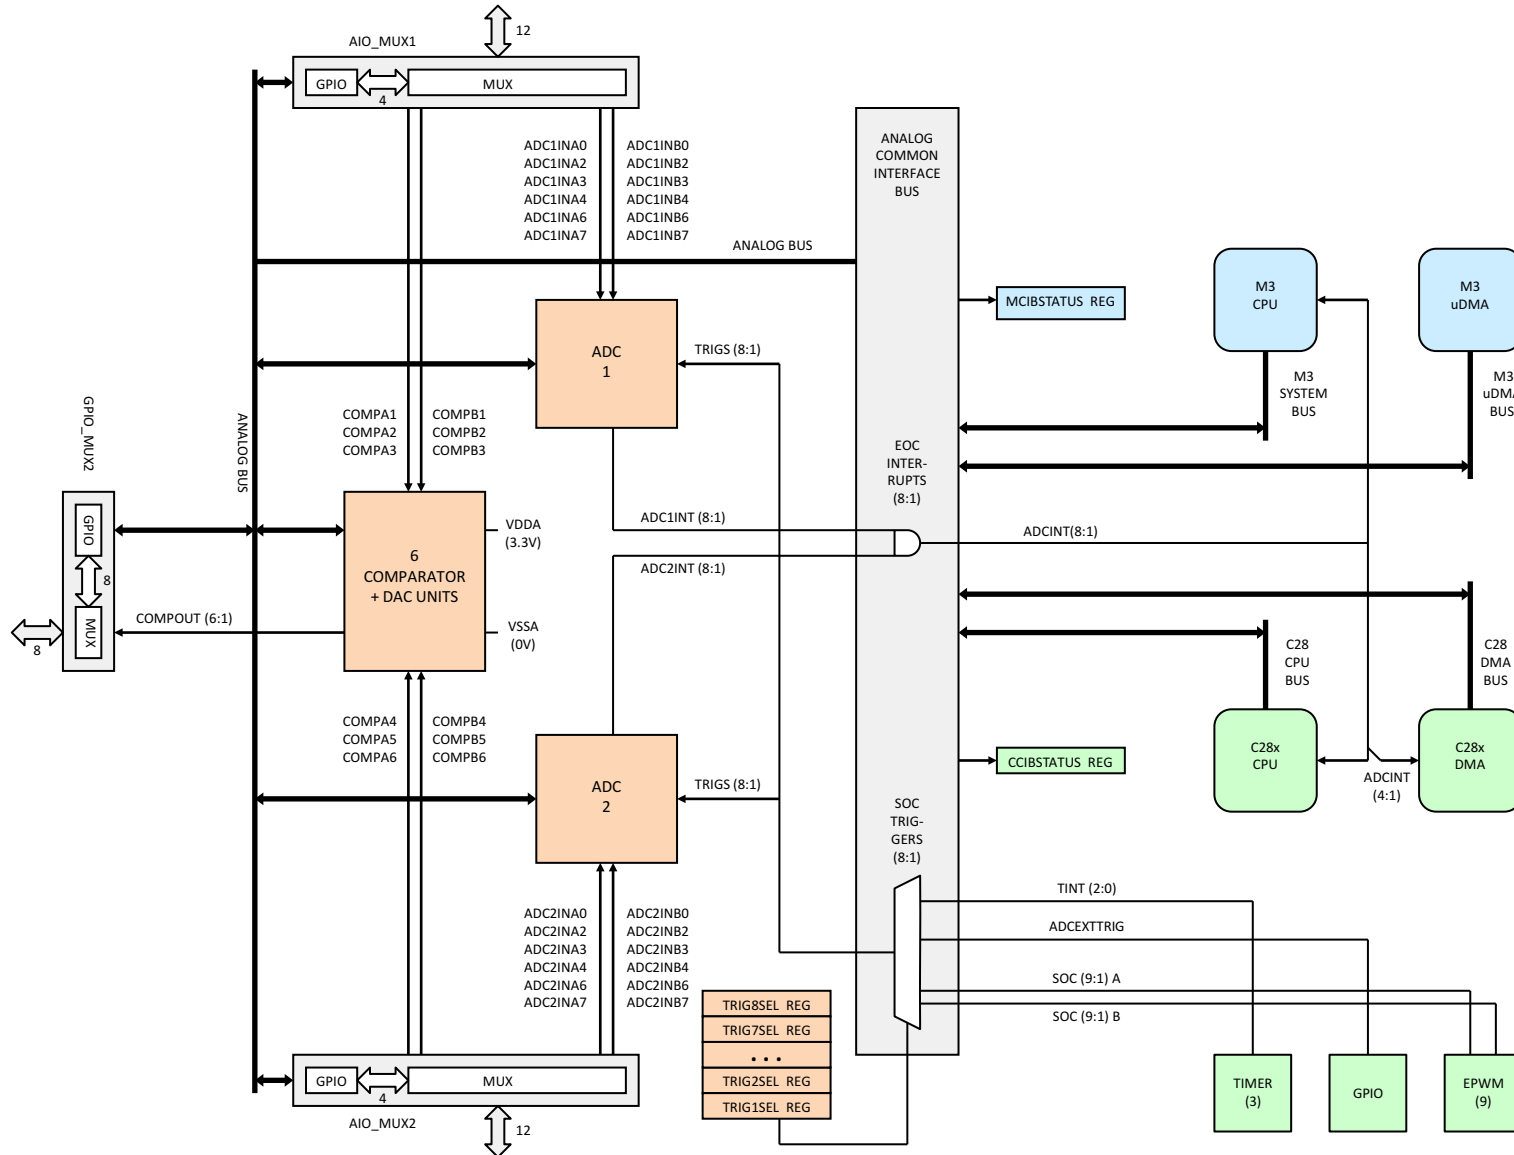 12
AIO_MUX1
GPIO
4
MUX
ADC1INA0
ADC1INA2
ADC1INA3
ADC1INA4
ADC1INA6
ADC1INA7
ADC1INB0
ADC1INB2
ADC1INB3
ADC1INB4
ADC1INB6
ADC1INB7
ANALOG
COMMON
INTERFACE
BUS
ANALOG BUS
MCIBSTATUS REG
M3
CPU
M3
uDMA
ADC
1
TRIGS (8:1)
M3
SYSTEM
BUS
M3
uDMA
BUS
GPIO_MUX2
ANALOG BUS
COMPA1
COMPA2
COMPA3
COMPB1
COMPB2
COMPB3
EOC
INTER-
RUPTS
(8:1)
GPIO
8
MUX
8
COMPOUT (6:1)
6
COMPARATOR
+ DAC UNITS
VDDA
(3.3V)
VSSA
(0V)
ADC1INT (8:1)
ADC2INT (8:1)
ADCINT(8:1)
C28
CPU
BUS
C28
DMA
BUS
COMPA4
COMPA5
COMPA6
COMPB4
COMPB5
COMPB6
ADC
2
TRIGS (8:1)
CCIBSTATUS REG
C28x
CPU
ADCINT
(4:1)
C28x
DMA
SOC
TRIG-
GERS
(8:1)
TINT (2:0)
ADCEXTTRIG
SOC (9:1) A
SOC (9:1) B
ADC2INA0
ADC2INA2
ADC2INA3
ADC2INA4
ADC2INA6
ADC2INA7
ADC2INB0
ADC2INB2
ADC2INB3
ADC2INB4
ADC2INB6
ADC2INB7
TRIG8SEL REG
TRIG7SEL REG
. . .
TRIG2SEL REG
TRIG1SEL REG
GPIO
4
MUX
AIO_MUX2
12
TIMER
(3)
GPIO
EPWM
(9)